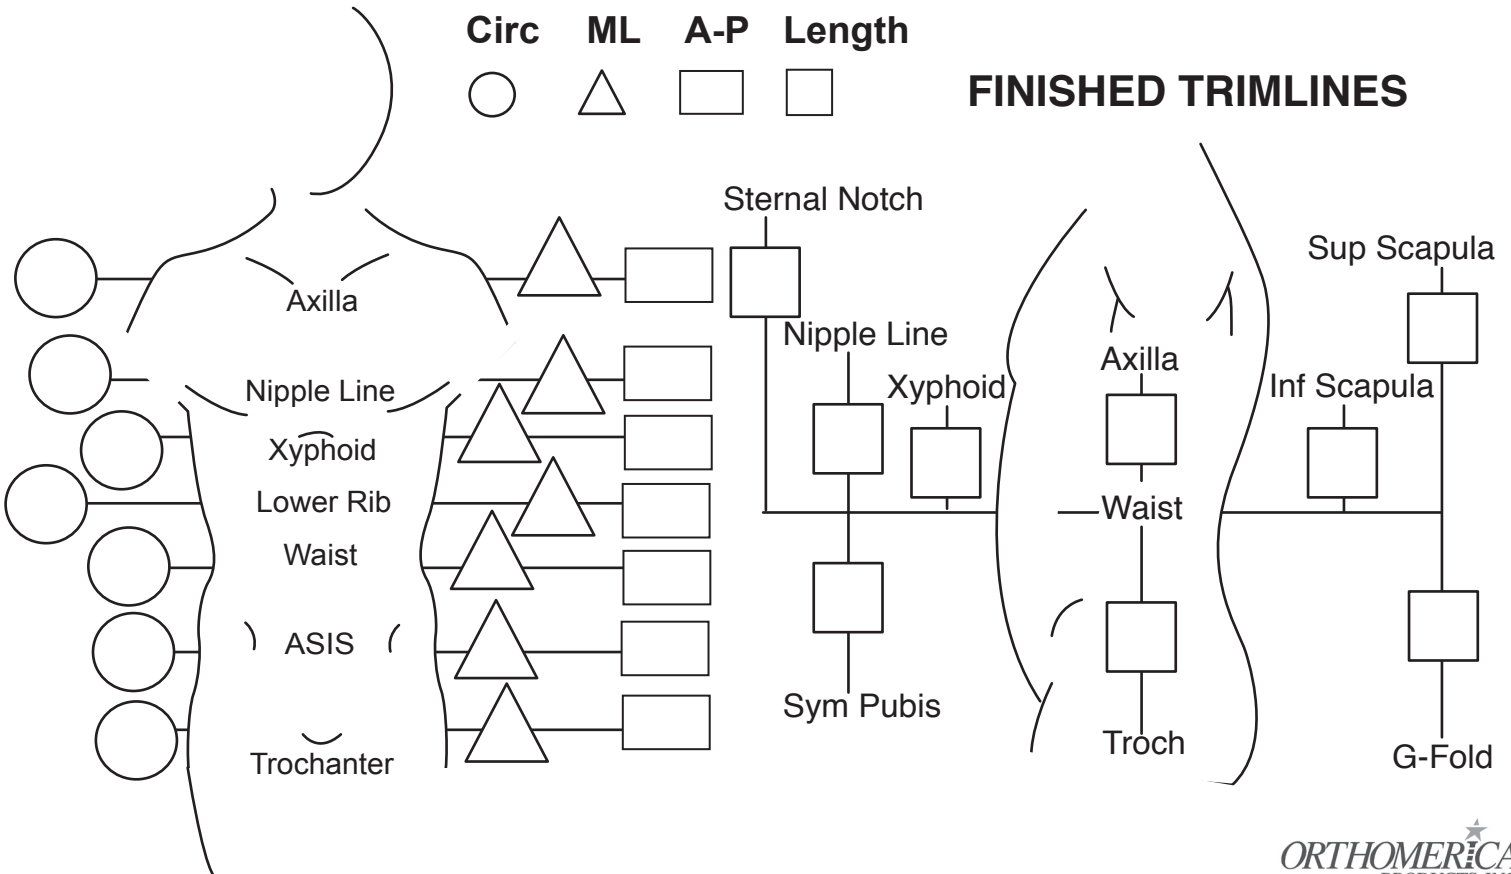 Circ ML A-P Length
FINISHED TRIMLINES
Axilla
Nipple Line
Xyphoid
Lower Rib
Waist
ASIS
Trochanter
Sternal Notch
Nipple Line
Xyphoid
Sym Pubis
Axilla
Waist
Troch
Sup Scapula
Inf Scapula
G-Fold